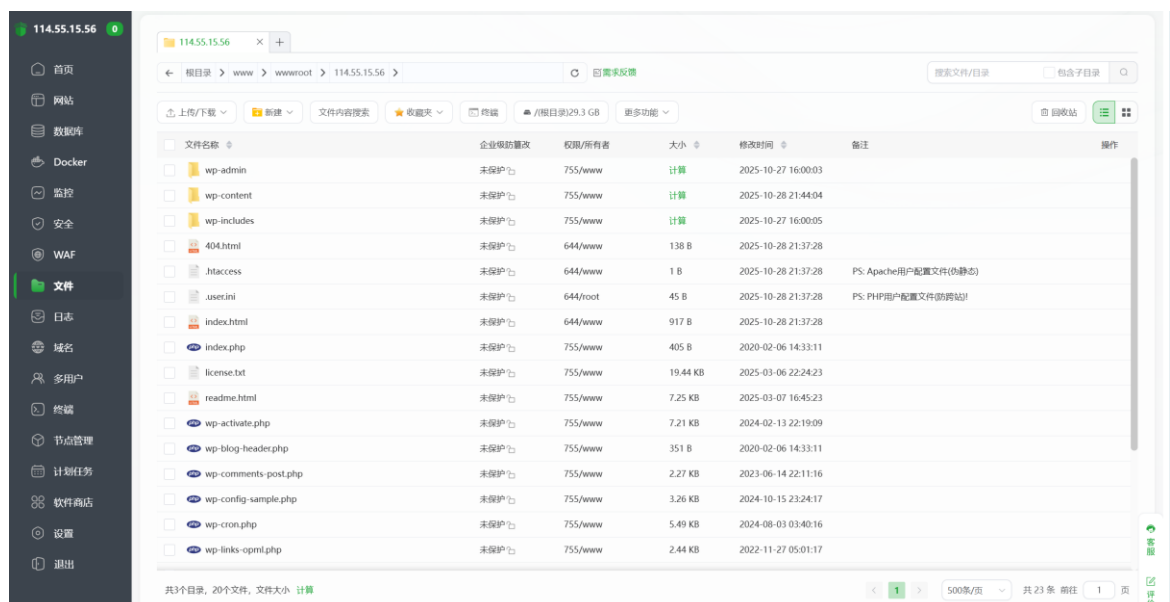 114.55.15.56 0
首页
网站
数据库
Docker
监控
安全
WAF
文件
日志
域名
多用户
终端
节点管理
计划任务
软件商店
设置
退出
114.55.15.56 × +
根目录 > www > wwwroot > 114.55.15.56 > 需求反馈 搜索文件/目录 包含子目录
上传/下载 新建 文件内容搜索 收藏夹 终端 /(根目录)29.3 GB 更多功能 回收站
文件名称 企业级防篡改 权限/所有者 大小 修改时间 备注 操作
wp-admin 未保护 755/www 计算 2025-10-27 16:00:03
wp-content 未保护 755/www 计算 2025-10-28 21:44:04
wp-includes 未保护 755/www 计算 2025-10-27 16:00:05
404.html 未保护 644/www 138 B 2025-10-28 21:37:28
.htaccess 未保护 644/www 1 B 2025-10-28 21:37:28 PS: Apache用户配置文件(伪静态)
.user.ini 未保护 644/root 45 B 2025-10-28 21:37:28 PS: PHP用户配置文件(防跨站)!
index.html 未保护 644/www 917 B 2025-10-28 21:37:28
index.php 未保护 755/www 405 B 2020-02-06 14:33:11
license.txt 未保护 755/www 19.44 KB 2025-03-06 22:24:23
readme.html 未保护 755/www 7.25 KB 2025-03-07 16:45:23
wp-activate.php 未保护 755/www 7.21 KB 2024-02-13 22:19:09
wp-blog-header.php 未保护 755/www 351 B 2020-02-06 14:33:11
wp-comments-post.php 未保护 755/www 2.27 KB 2023-06-14 22:11:16
wp-config-sample.php 未保护 755/www 3.26 KB 2024-10-15 23:24:17
wp-cron.php 未保护 755/www 5.49 KB 2024-08-03 03:40:16
wp-links-opml.php 未保护 755/www 2.44 KB 2022-11-27 05:01:17
共3个目录，20个文件，文件大小 计算 < 1 > 500条/页 共 23 条 前往 1 页
客服